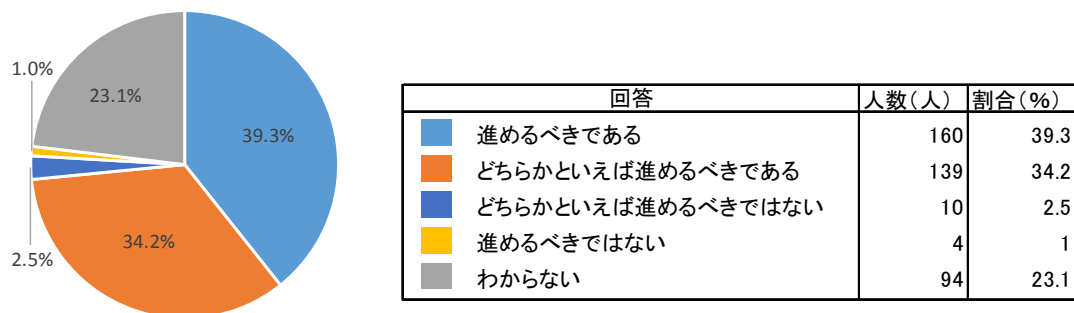 1.0%
23.1%
39.3%
34.2%
2.5%
回答 人数（人） 割合（%）
進めるべきである 160 39.3
どちらかといえば進めるべきである 139 34.2
どちらかといえば進めるべきではない 10 2.5
進めるべきではない 4 1
わからない 94 23.1